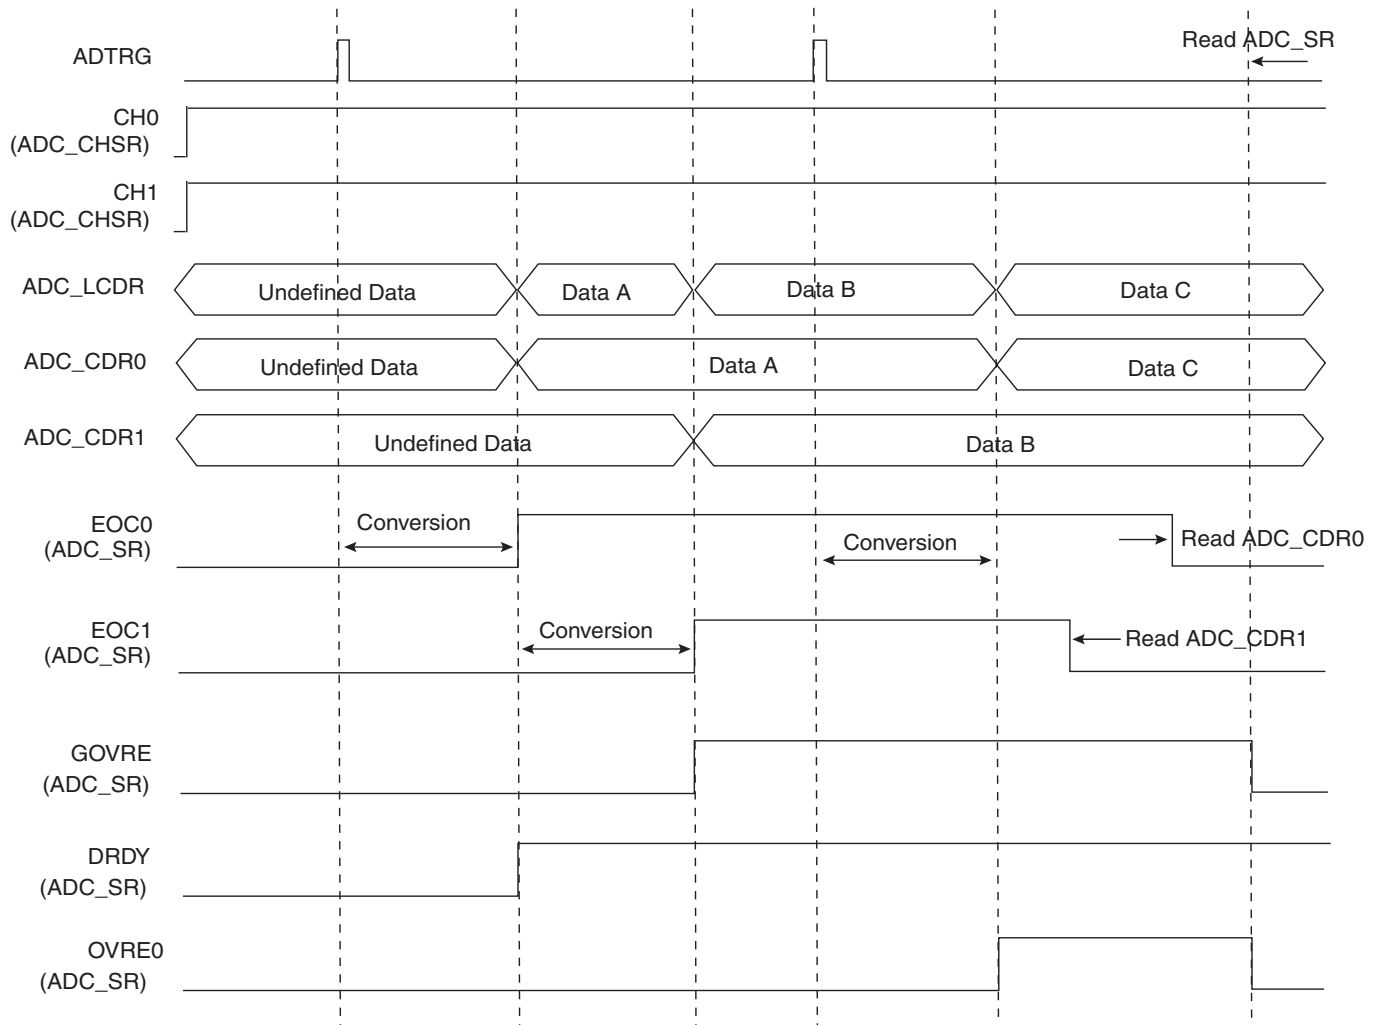 ADTRG
Read ADC_SR
CH0
(ADC_CHSR)
CH1
(ADC_CHSR)
ADC_LCDR
Undefined Data
Data A
Data B
Data C
ADC_CDR0
Undefined Data
Data A
Data C
ADC_CDR1
Undefined Data
Data B
EOC0
(ADC_SR)
Conversion
Conversion
Read ADC_CDR0
EOC1
(ADC_SR)
Conversion
Read ADC_CDR1
GOVRE
(ADC_SR)
DRDY
(ADC_SR)
OVRE0
(ADC_SR)